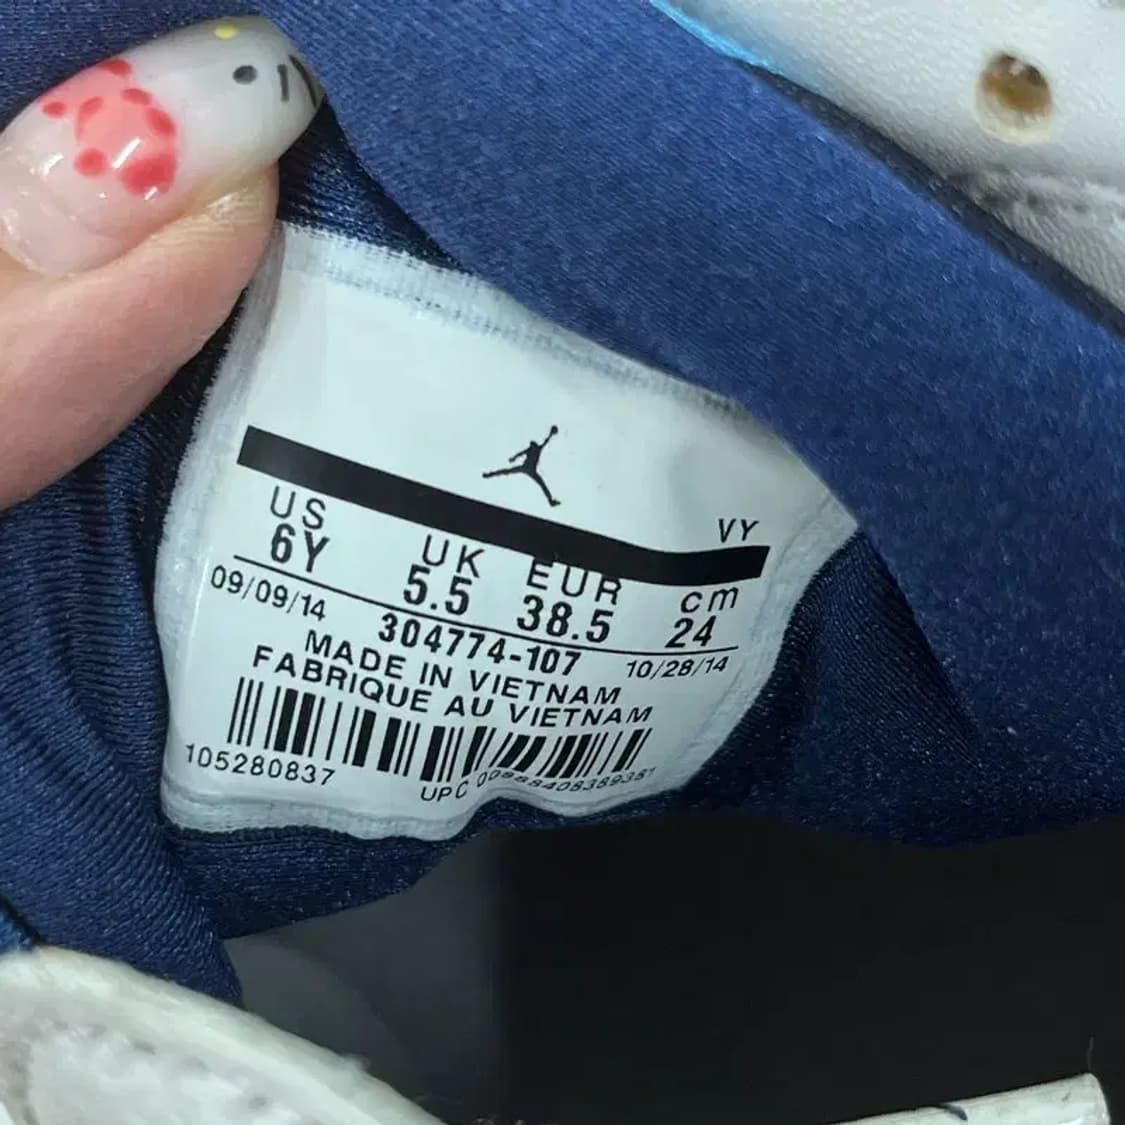 VY
US UK EUR cm
6Y 5.5 38.5 24
09/09/14 304774-107 10/28/14
MADE IN VIETNAM
FABRIQUE AU VIETNAM
105280837 UPC 00888408389381